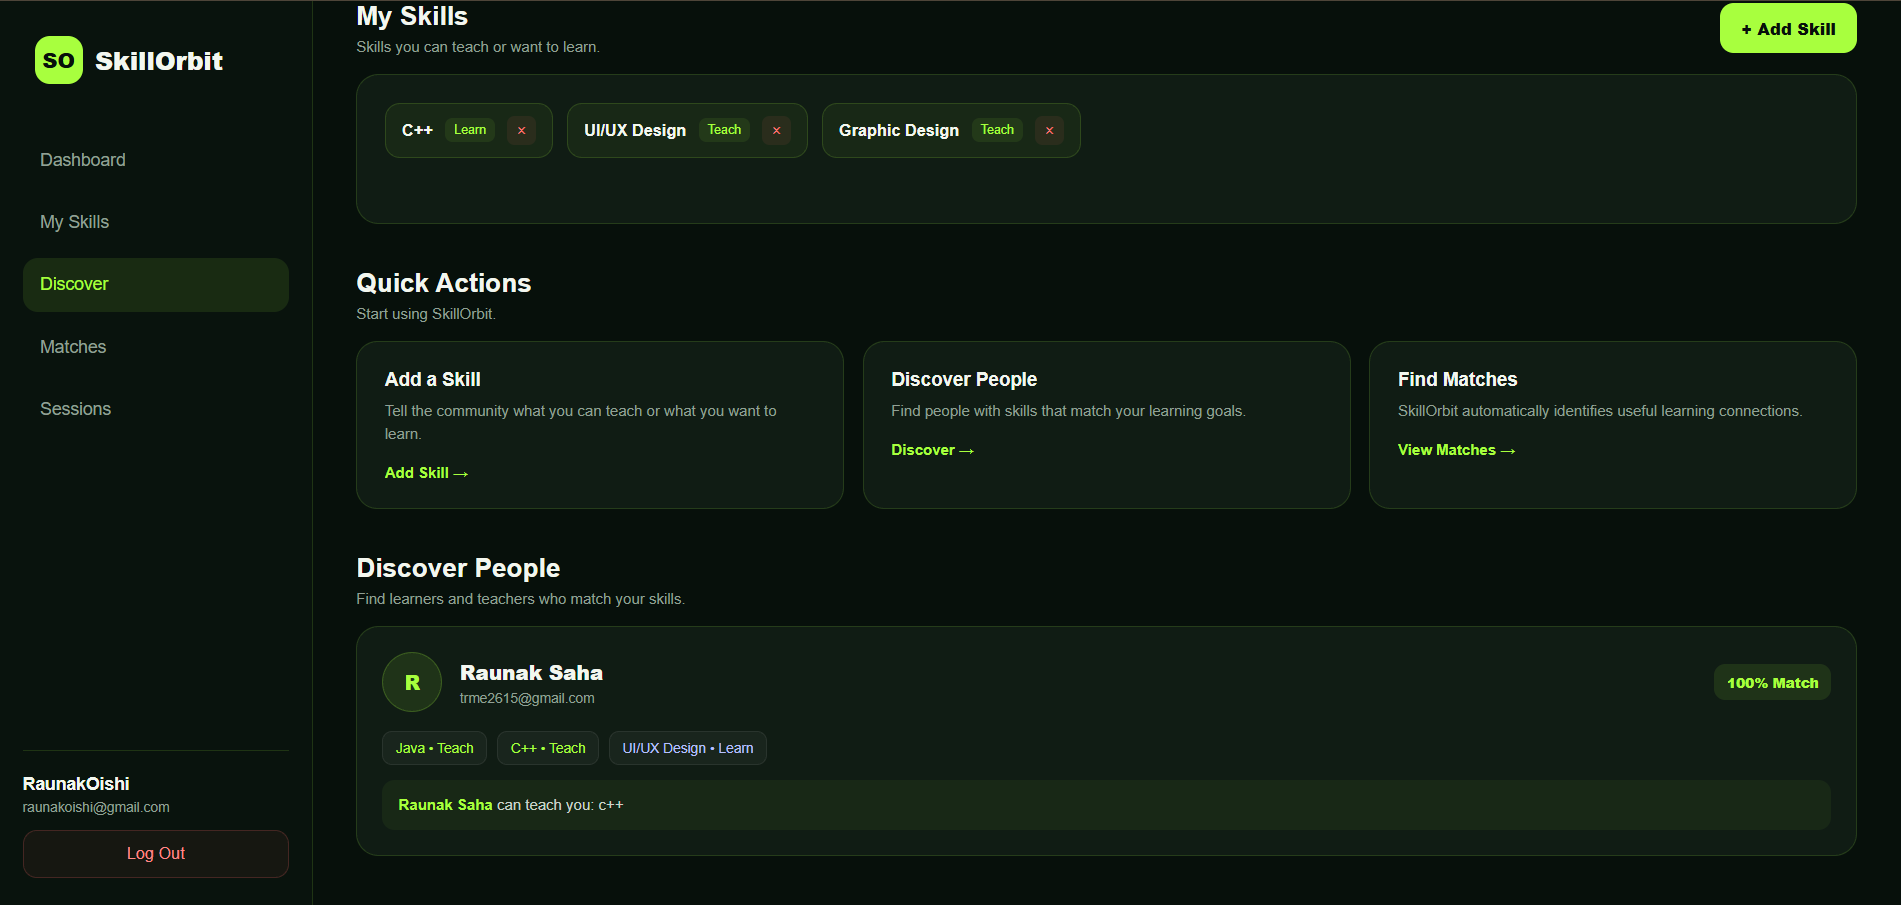 SO SkillOrbit
Dashboard
My Skills
Discover
Matches
Sessions
RaunakOishi
raunakoishi@gmail.com
Log Out
My Skills
Skills you can teach or want to learn.
+ Add Skill
C++ Learn ×
UI/UX Design Teach ×
Graphic Design Teach ×
Quick Actions
Start using SkillOrbit.
Add a Skill
Tell the community what you can teach or what you want to
learn.
Add Skill →
Discover People
Find people with skills that match your learning goals.
Discover →
Find Matches
SkillOrbit automatically identifies useful learning connections.
View Matches →
Discover People
Find learners and teachers who match your skills.
R
Raunak Saha
trme2615@gmail.com
100% Match
Java • Teach
C++ • Teach
UI/UX Design • Learn
Raunak Saha can teach you: c++